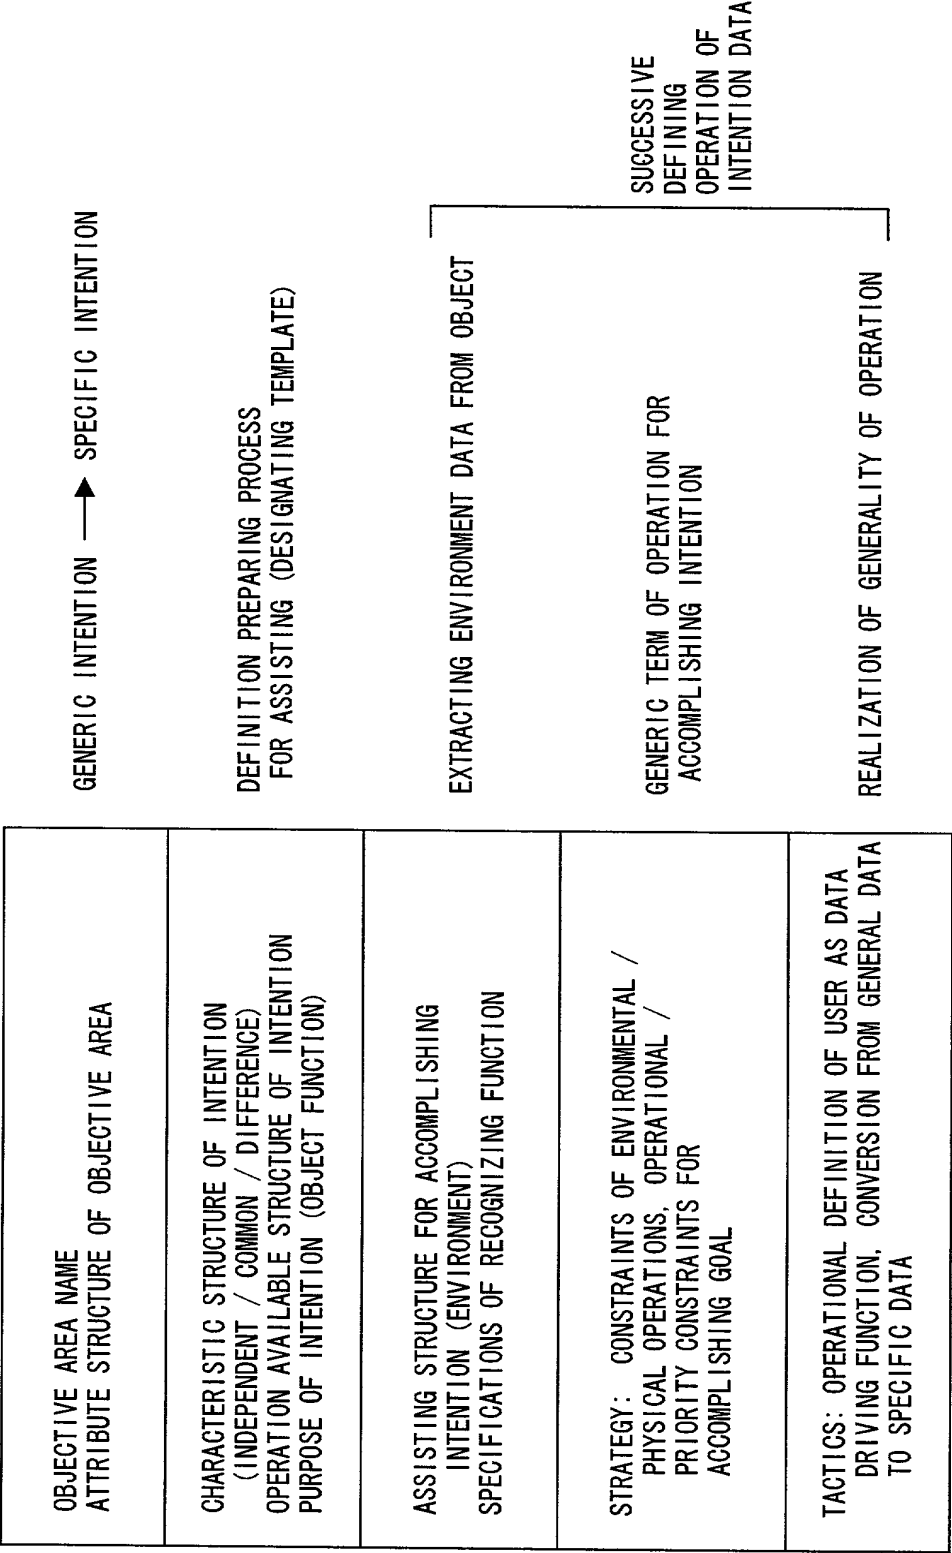 OBJECTIVE AREA NAME
ATTRIBUTE STRUCTURE OF OBJECTIVE AREA
GENERIC INTENTION → SPECIFIC INTENTION
CHARACTERISTIC STRUCTURE OF INTENTION
(INDEPENDENT / COMMON / DIFFERENCE)
OPERATION AVAILABLE STRUCTURE OF INTENTION
PURPOSE OF INTENTION (OBJECT FUNCTION)
DEFINITION PREPARING PROCESS
FOR ASSISTING (DESIGNATING TEMPLATE)
ASSISTING STRUCTURE FOR ACCOMPLISHING
INTENTION (ENVIRONMENT)
SPECIFICATIONS OF RECOGNIZING FUNCTION
EXTRACTING ENVIRONMENT DATA FROM OBJECT
STRATEGY: CONSTRAINTS OF ENVIRONMENTAL /
PHYSICAL OPERATIONS, OPERATIONAL /
PRIORITY CONSTRAINTS FOR
ACCOMPLISHING GOAL
GENERIC TERM OF OPERATION FOR
ACCOMPLISHING INTENTION
TACTICS: OPERATIONAL DEFINITION OF USER AS DATA
DRIVING FUNCTION, CONVERSION FROM GENERAL DATA
TO SPECIFIC DATA
REALIZATION OF GENERALITY OF OPERATION
SUCCESSIVE
DEFINING
OPERATION OF
INTENTION DATA